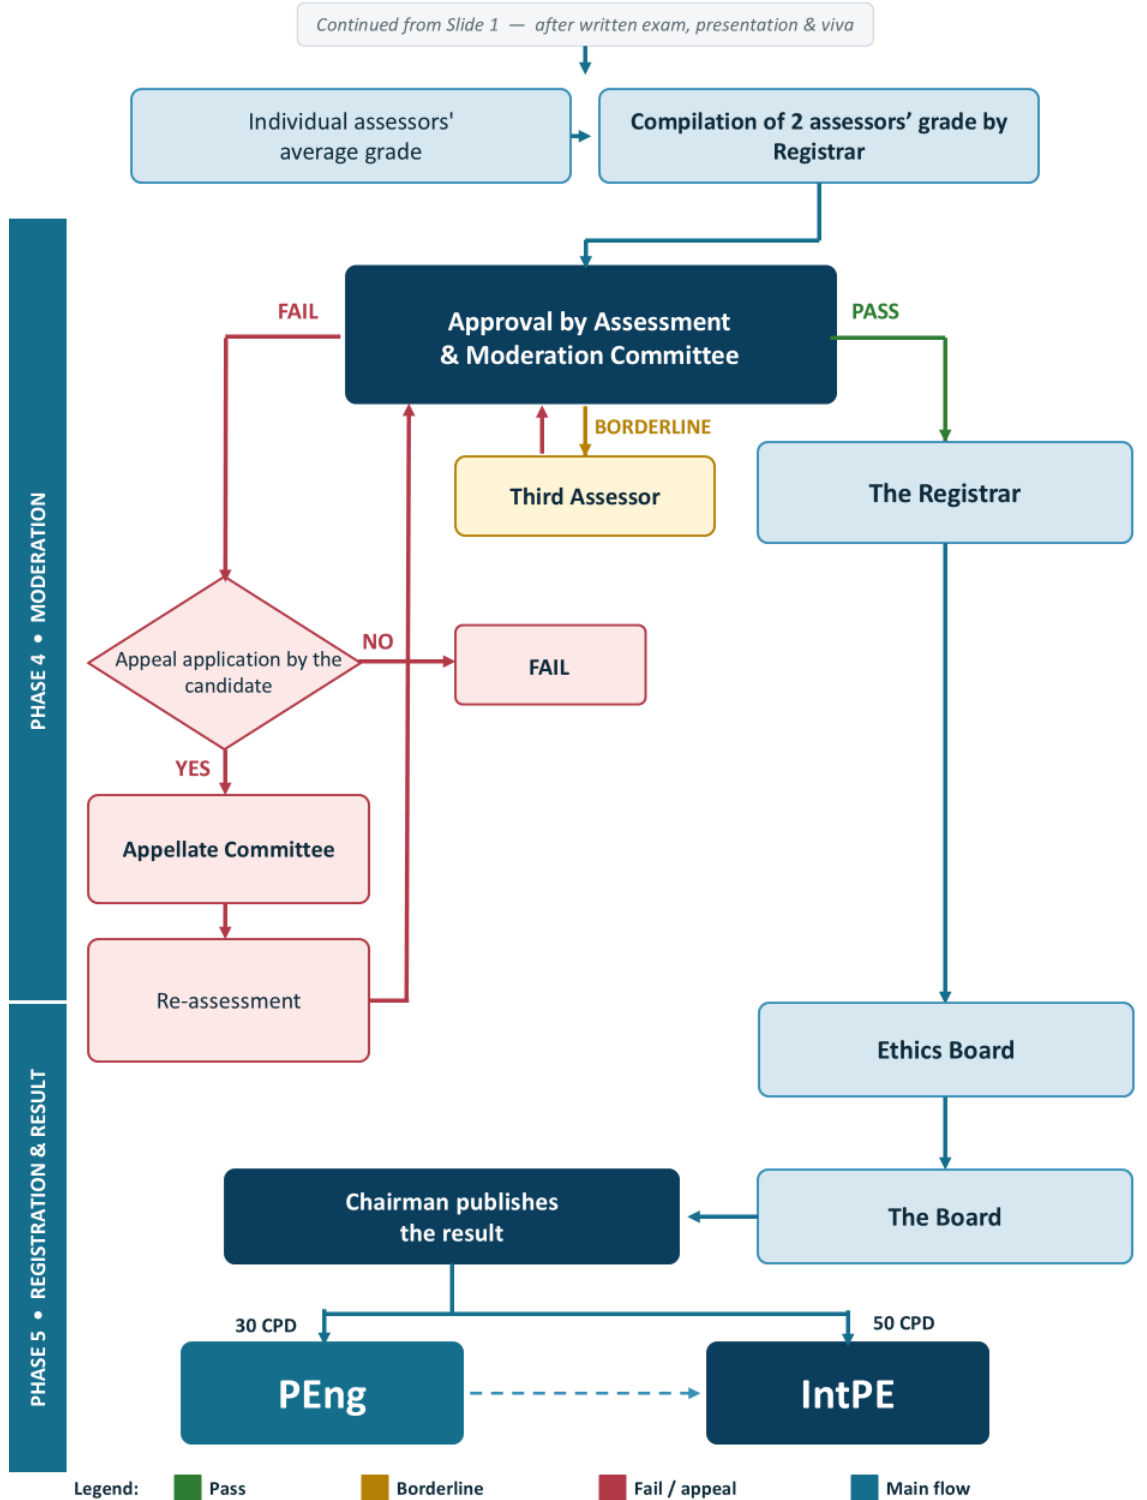 Continued from Slide 1 — after written exam, presentation & viva
Individual assessors'
average grade
Compilation of 2 assessors’ grade by
Registrar
PHASE 4 • MODERATION
FAIL
Approval by Assessment
& Moderation Committee
PASS
BORDERLINE
Third Assessor
The Registrar
Appeal application by the
candidate
NO
FAIL
YES
Appellate Committee
Re-assessment
PHASE 5 • REGISTRATION & RESULT
Ethics Board
The Board
Chairman publishes
the result
30 CPD
50 CPD
PEng
IntPE
Legend:
Pass
Borderline
Fail / appeal
Main flow